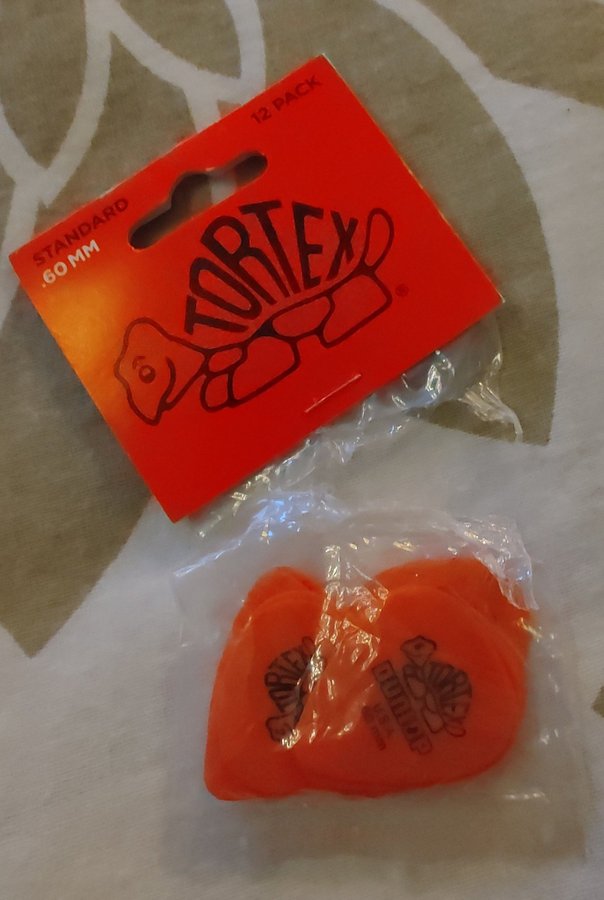 12 PACK
STANDARD
.60 MM
TORTEX
®
TORTEX
TORTEX
DUNLOP
U.S.A.